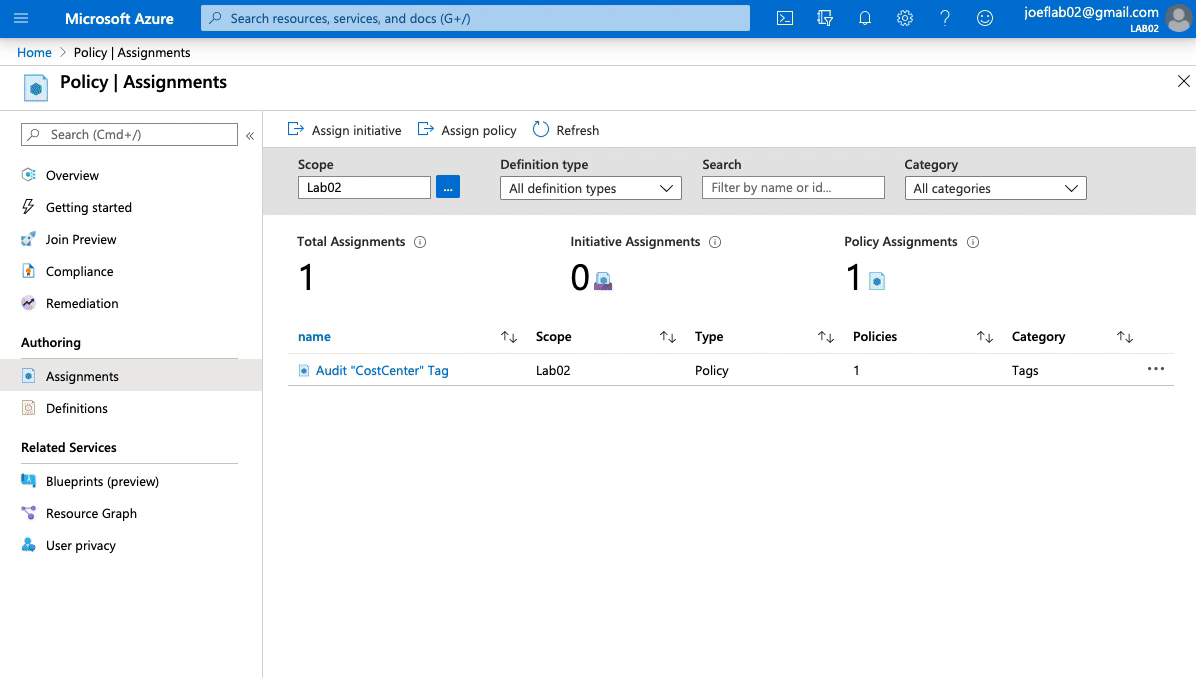 Microsoft Azure
Search resources, services, and docs (G+/)
joeflab02@gmail.com
LAB02
Home > Policy | Assignments
Policy | Assignments
Search (Cmd+/)
«
Overview
Getting started
Join Preview
Compliance
Remediation
Authoring
Assignments
Definitions
Related Services
Blueprints (preview)
Resource Graph
User privacy
Assign initiative
Assign policy
Refresh
Scope
Lab02
...
Definition type
All definition types
Search
Filter by name or id...
Category
All categories
Total Assignments
1
Initiative Assignments
0
Policy Assignments
1
name Scope Type Policies Category
Audit "CostCenter" Tag Lab02 Policy 1 Tags ...